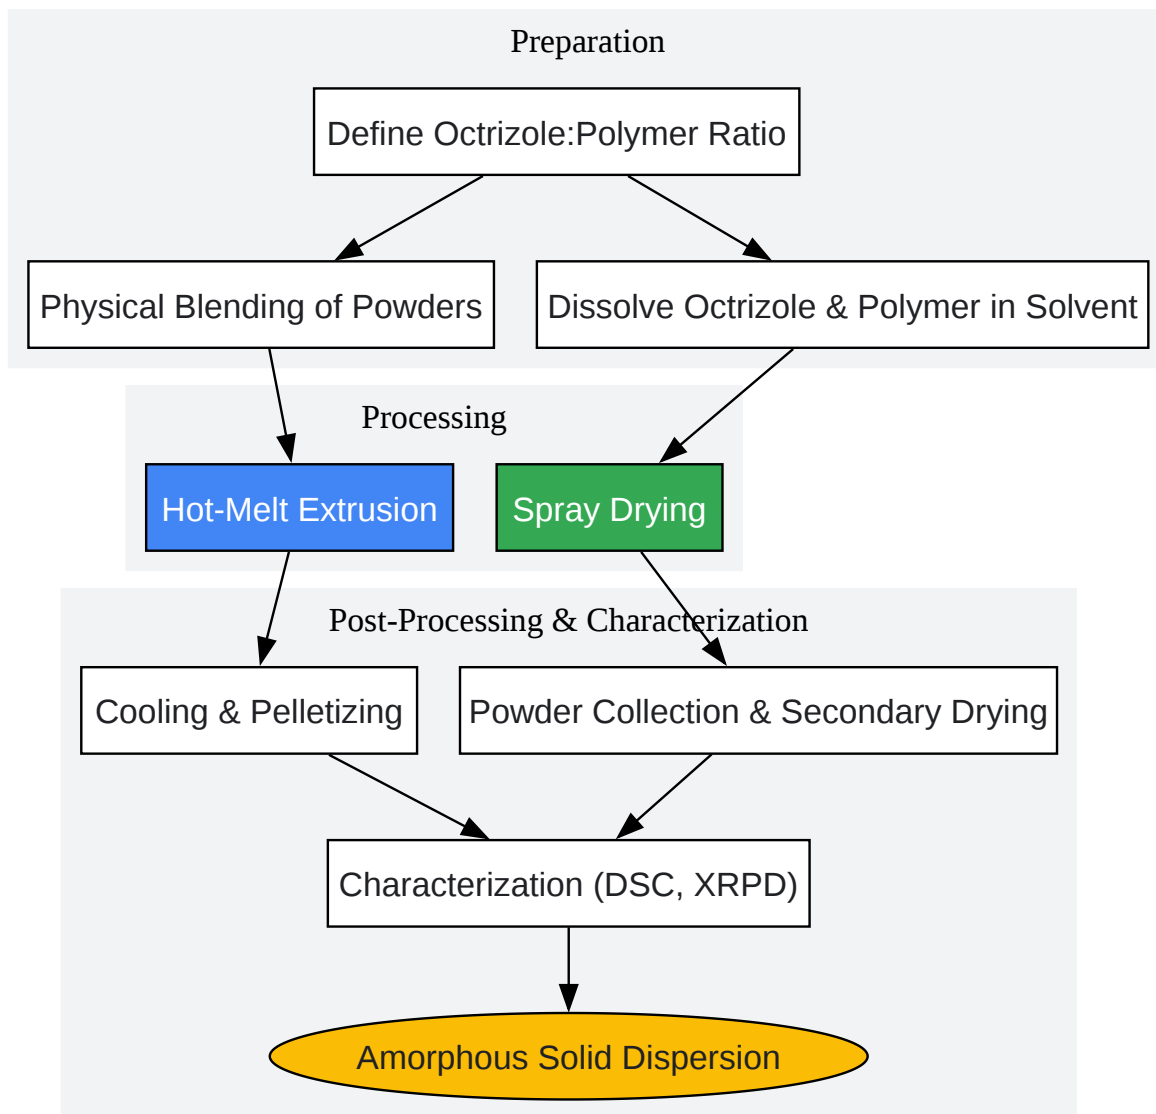 Preparation
Define Octrizole:Polymer Ratio
Physical Blending of Powders
Dissolve Octrizole & Polymer in Solvent
Processing
Hot-Melt Extrusion
Spray Drying
Post-Processing & Characterization
Cooling & Pelletizing
Powder Collection & Secondary Drying
Characterization (DSC, XRPD)
Amorphous Solid Dispersion